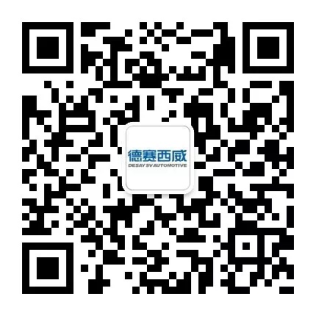 德赛西威
DESAY SV AUTOMOTIVE